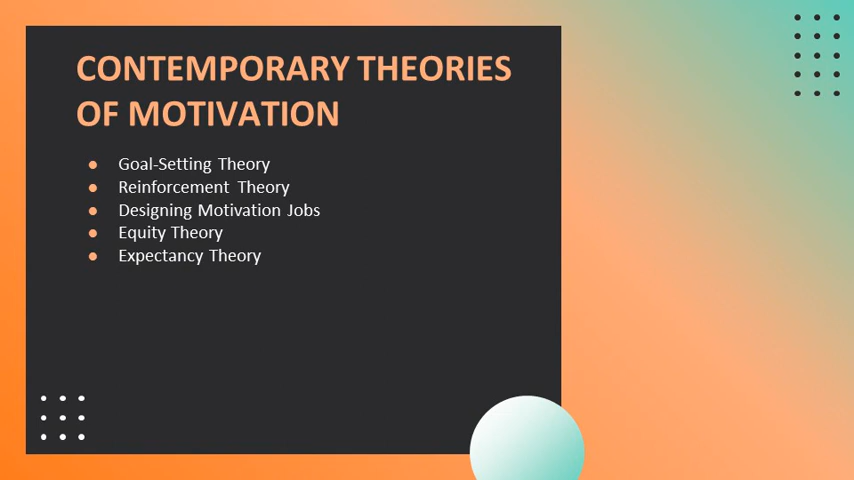 CONTEMPORARY THEORIES
OF MOTIVATION
● Goal-Setting Theory
● Reinforcement Theory
● Designing Motivation Jobs
● Equity Theory
● Expectancy Theory